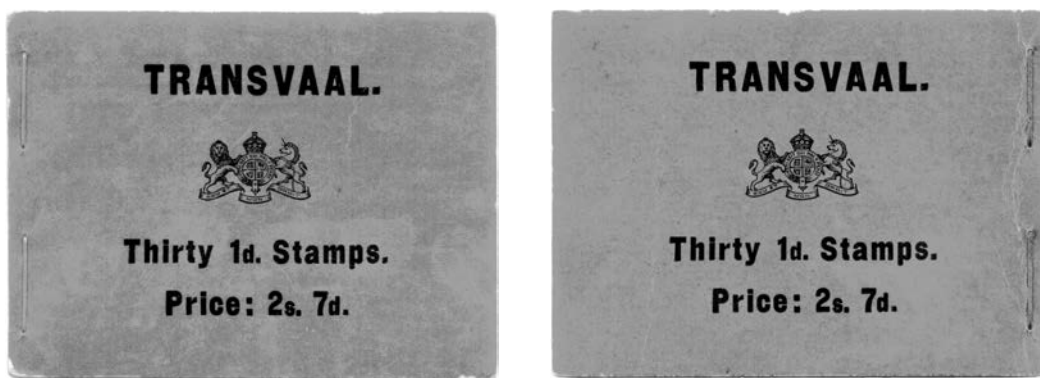 TRANSVAAL.
Thirty 1d. Stamps.
Price: 2s. 7d.
TRANSVAAL.
Thirty 1d. Stamps.
Price: 2s. 7d.